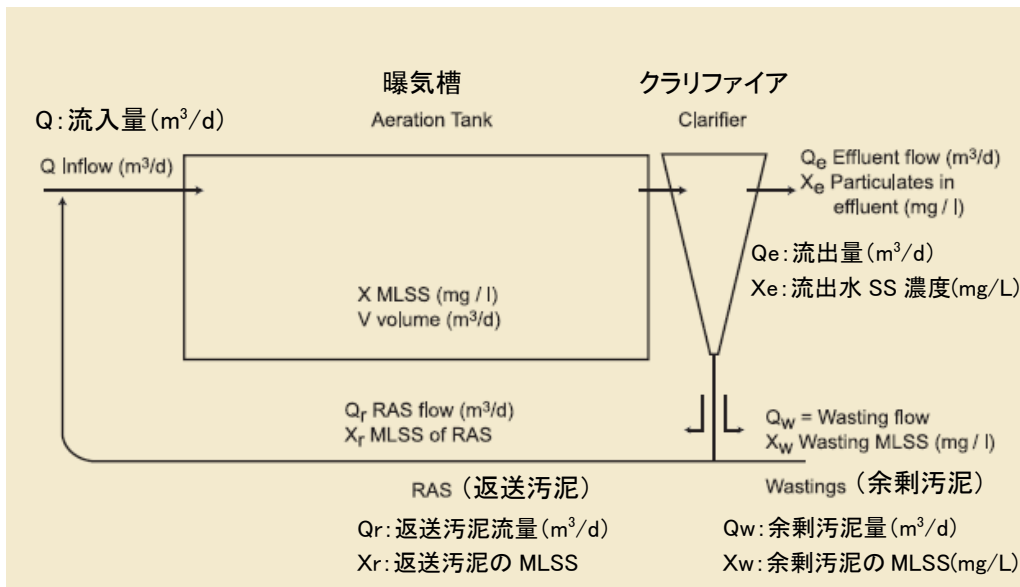 曝気槽
クラリファイア
Q:流入量(m³/d)
Aeration Tank
Clarifier
Q Inflow (m³/d)
Qe Effluent flow (m³/d)
Xe Particulates in
effluent (mg / l)
Qe:流出量(m³/d)
Xe:流出水 SS 濃度(mg/L)
X MLSS (mg / l)
V volume (m³/d)
Qr RAS flow (m³/d)
Xr MLSS of RAS
Qw = Wasting flow
Xw Wasting MLSS (mg / l)
RAS (返送汚泥)
Wastings (余剰汚泥)
Qr:返送汚泥流量(m³/d)
Xr:返送汚泥の MLSS
Qw:余剰汚泥量(m³/d)
Xw:余剰汚泥の MLSS(mg/L)